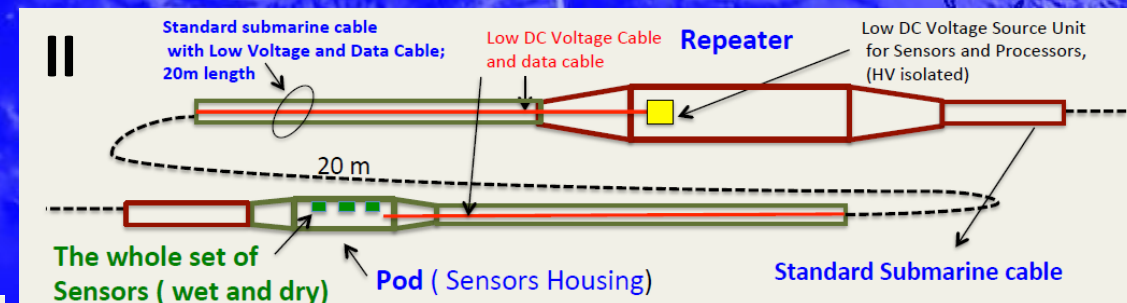 II
Standard submarine cable
with Low Voltage and Data Cable;
20m length
Low DC Voltage Cable
and data cable
Repeater
Low DC Voltage Source Unit
for Sensors and Processors,
(HV isolated)
20 m
The whole set of
Sensors ( wet and dry)
Pod ( Sensors Housing)
Standard Submarine cable